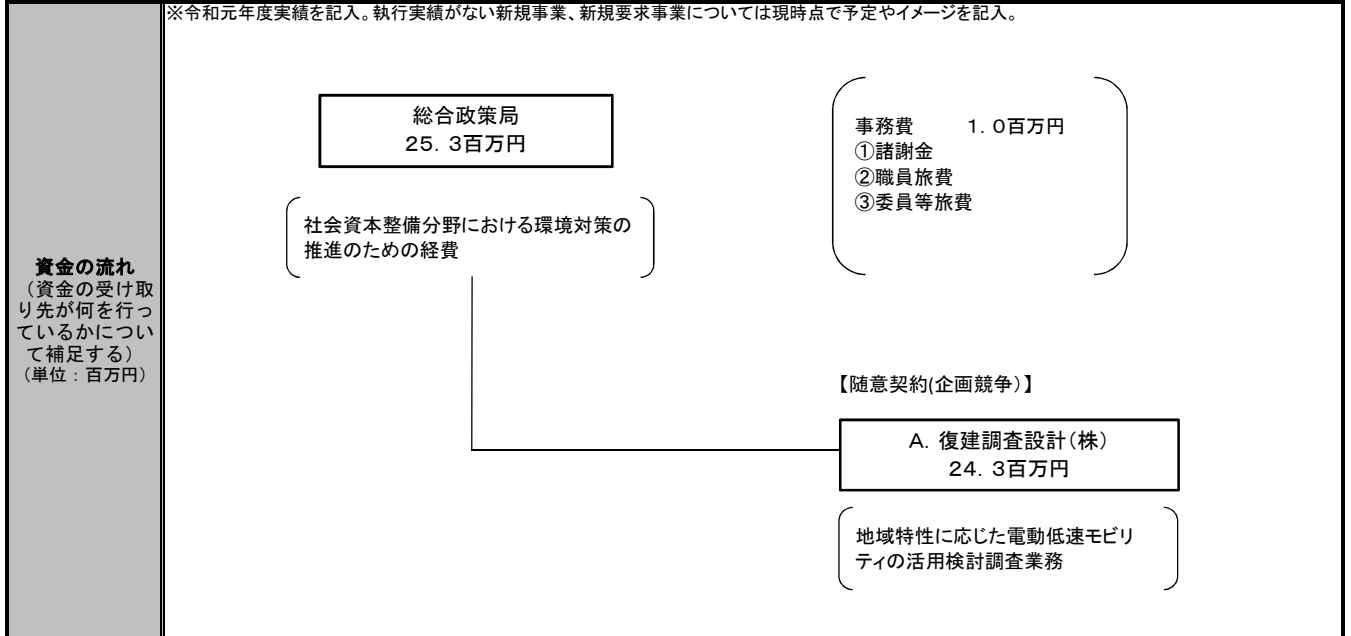 ※令和元年度実績を記入。執行実績がない新規事業、新規要求事業については現時点で予定やイメージを記入。
資金の流れ
（資金の受け取
り先が何を行っ
ているかについ
て補足する）
（単位：百万円）
総合政策局
25．3百万円
社会資本整備分野における環境対策の
推進のための経費
事務費　　　1．0百万円
①諸謝金
②職員旅費
③委員等旅費
【随意契約(企画競争）】
A．復建調査設計（株）
24．3百万円
地域特性に応じた電動低速モビリ
ティの活用検討調査業務